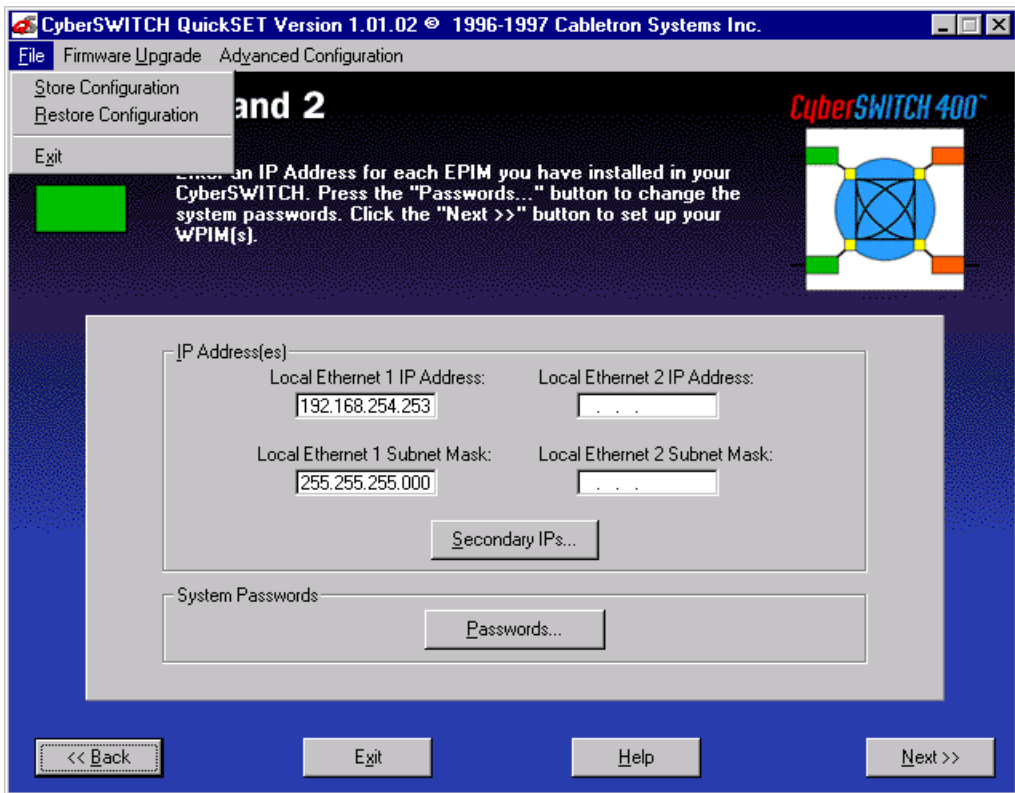 CyberSWITCH QuickSET Version 1.01.02 © 1996-1997 Cabletron Systems Inc.
File Firmware Upgrade Advanced Configuration
Store Configuration
Restore Configuration
Exit
and 2
CyberSWITCH 400™
an IP Address for each EPIM you have installed in your
CyberSWITCH. Press the "Passwords..." button to change the
system passwords. Click the "Next >>" button to set up your
WPIM(s).
IP Address(es)
Local Ethernet 1 IP Address: Local Ethernet 2 IP Address:
192.168.254.253 . . .
Local Ethernet 1 Subnet Mask: Local Ethernet 2 Subnet Mask:
255.255.255.000 . . .
Secondary IPs...
System Passwords
Passwords...
<< Back Exit Help Next >>